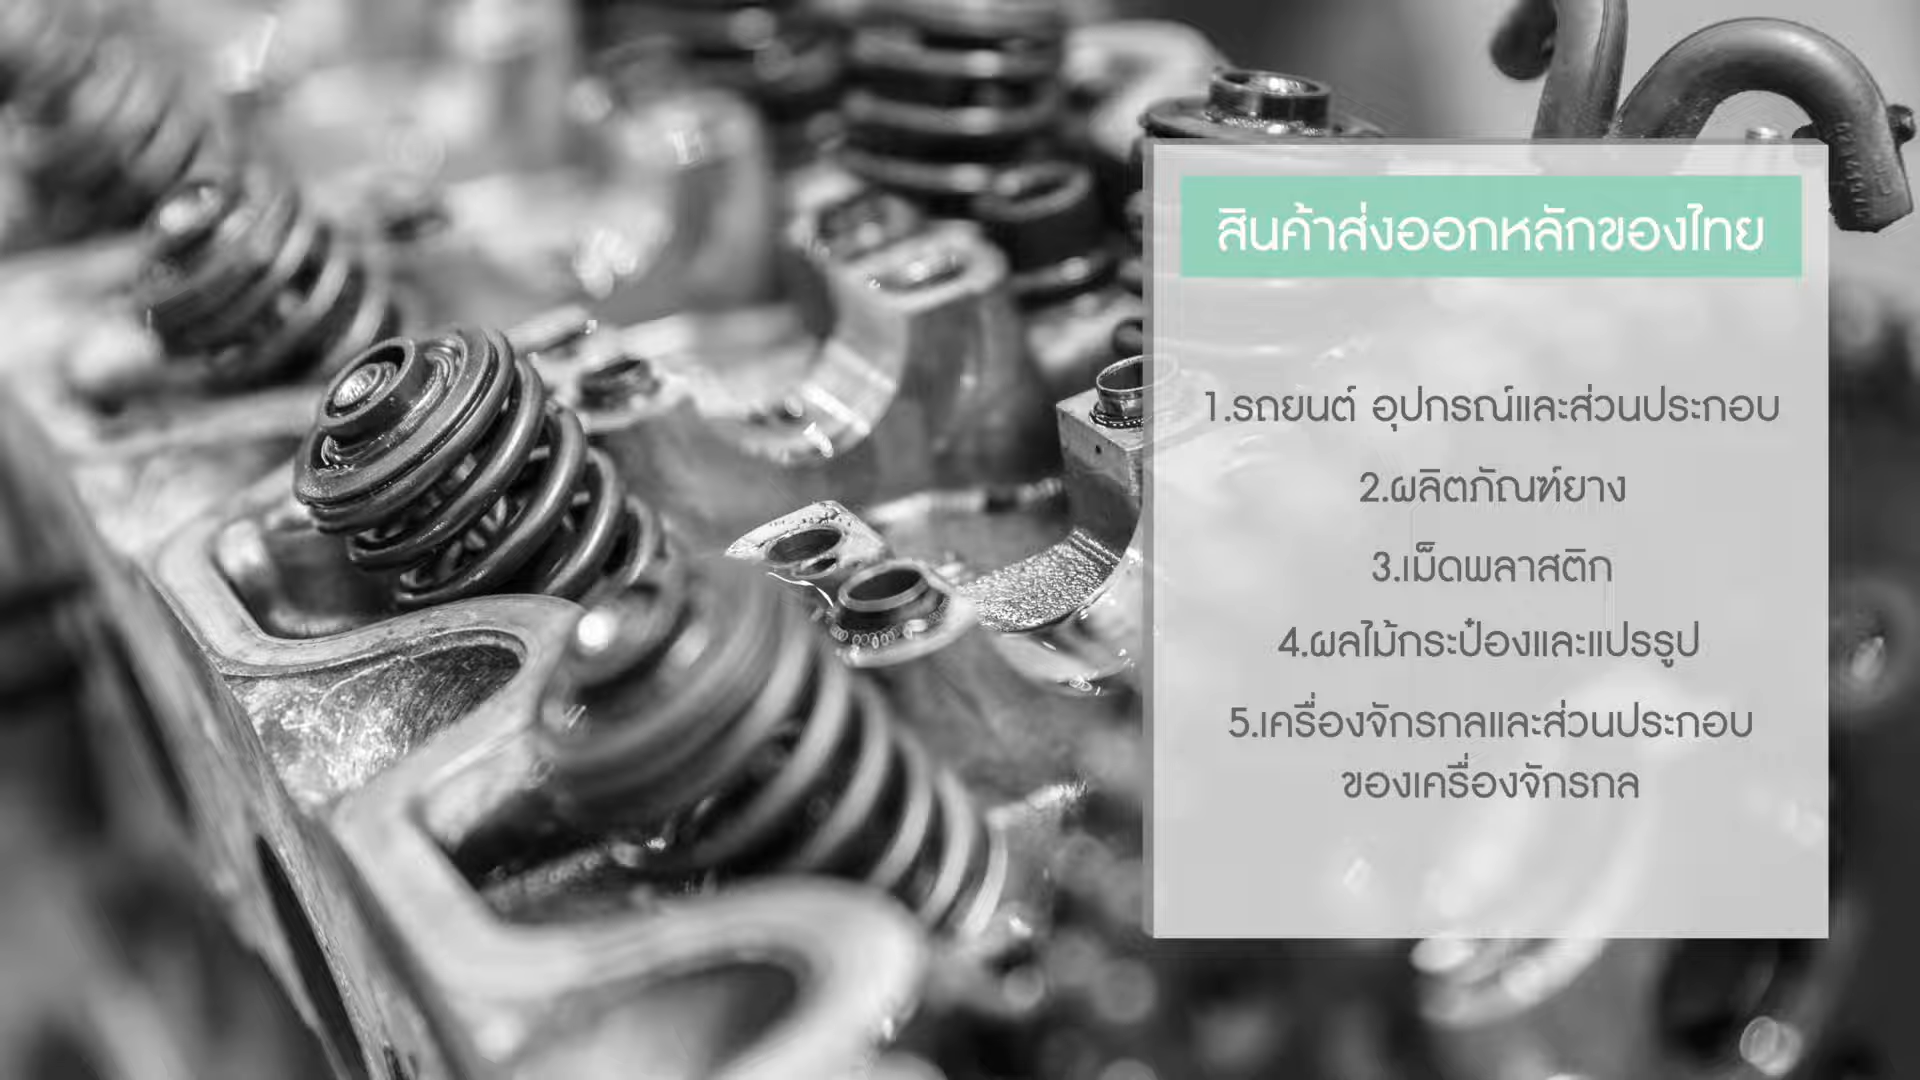 สินค้าส่งออกหลักของไทย
1.รถยนต์ อุปกรณ์และส่วนประกอบ
2.ผลิตภัณฑ์ยาง
3.เม็ดพลาสติก
4.ผลไม้กระป๋องและแปรรูป
5.เครื่องจักรกลและส่วนประกอบ
ของเครื่องจักรกล